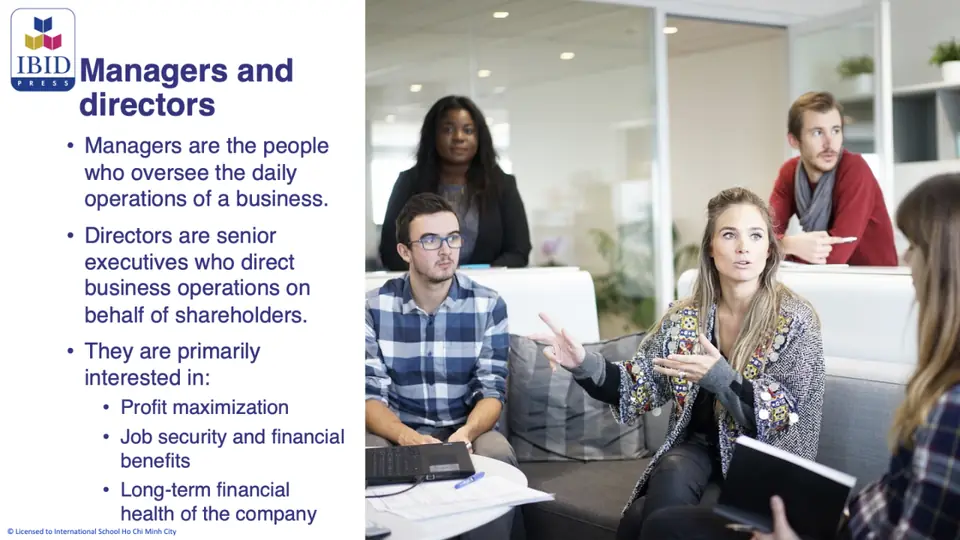 IBID
PRESS
Managers and
directors
• Managers are the people
who oversee the daily
operations of a business.
• Directors are senior
executives who direct
business operations on
behalf of shareholders.
• They are primarily
interested in:
• Profit maximization
• Job security and financial
benefits
• Long-term financial
health of the company
© Licensed to International School Ho Chi Minh City